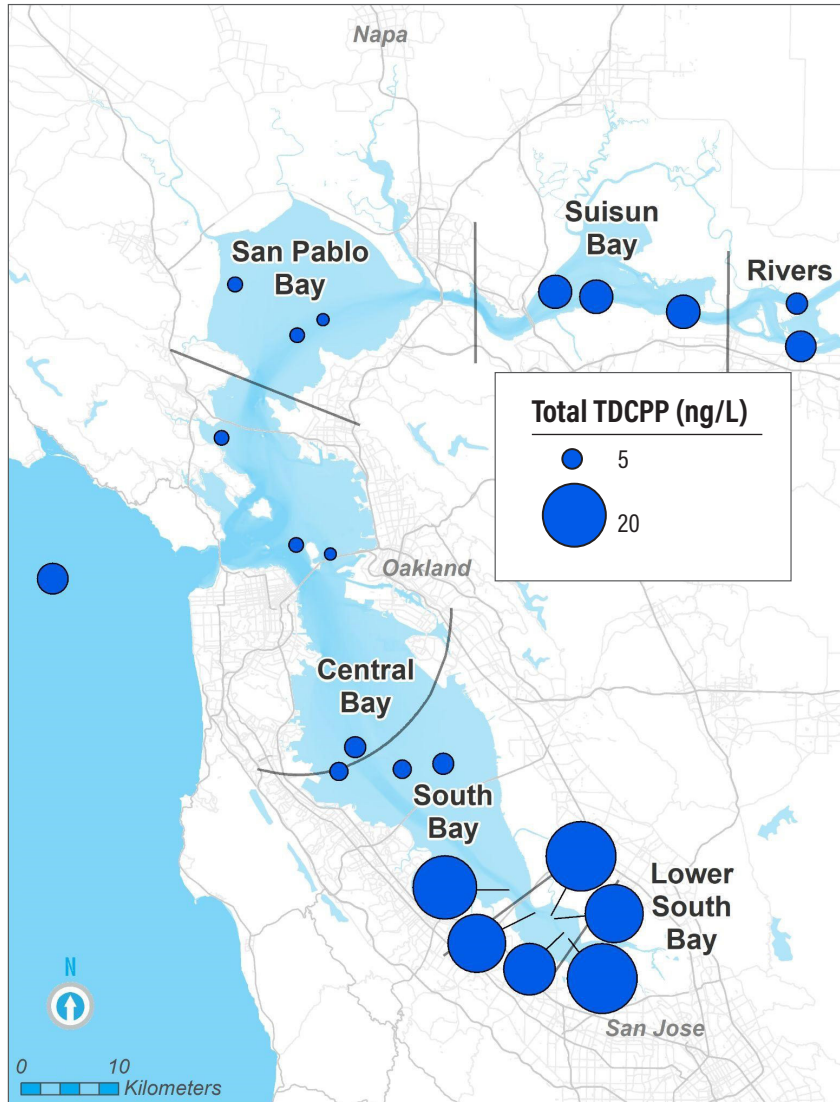 Napa
San Pablo
Bay
Suisun
Bay
Rivers
Total TDCPP (ng/L)
5
20
Oakland
Central
Bay
South
Bay
Lower
South
Bay
San Jose
N
0 10
Kilometers